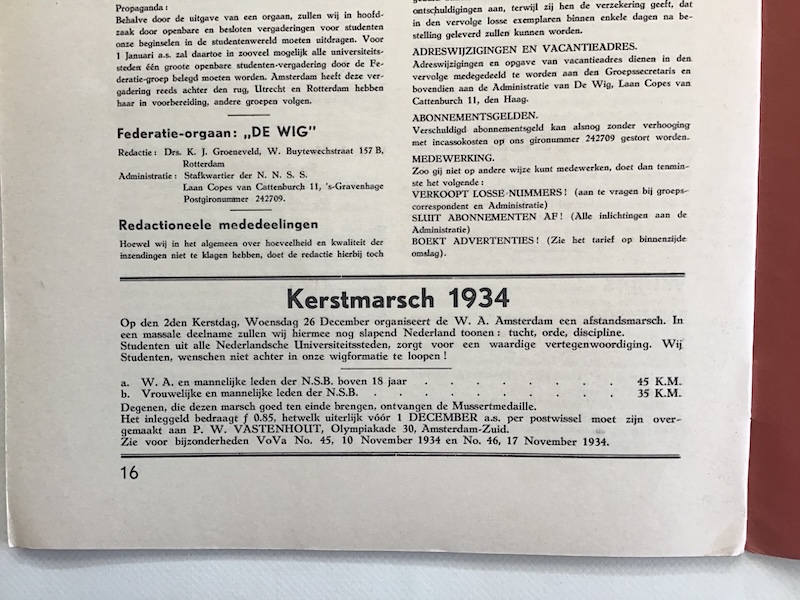 Propaganda :
Behalve door de uitgave van een orgaan, zullen wij in hoofd-
zaak door openbare en besloten vergaderingen voor studenten
onze beginselen in de studentenwereld moeten uitdragen. Voor
1 Januari a.s. zal daartoe in zooveel mogelijk alle universiteits-
steden één groote openbare studenten-vergadering door de Fe-
deratie-groep belegd moeten worden. Amsterdam heeft deze ver-
gadering reeds achter den rug, Utrecht en Rotterdam hebben
haar in voorbereiding, andere groepen volgen.
Federatie-orgaan: „DE WIG"
Redactie : Drs. K. J. Groeneveld, W. Buytewechstraat 157 B,
Rotterdam
Administratie : Stafkwartier der N. N. S. S.
Laan Copes van Cattenburch 11, 's-Gravenhage
Postgironummer 242709.
Redactioneele mededeelingen
Hoewel wij in het algemeen over hoeveelheid en kwaliteit der
inzendingen niet te klagen hebben, doet de redactie hierbij toch
ontschuldigingen aan, terwijl zij hen de verzekering geeft, dat
in den vervolge losse exemplaren binnen enkele dagen na be-
stelling geleverd zullen kunnen worden.
ADRESWIJZIGINGEN EN VACANTIEADRES.
Adreswijzigingen en opgave van vacantieadres dienen in den
vervolge medegedeeld te worden aan den Groepssecretaris en
bovendien aan de Administratie van De Wig, Laan Copes van
Cattenburch 11, den Haag.
ABONNEMENTSGELDEN.
Verschuldigd abonnementsgeld kan alsnog zonder verhooging
met incassokosten op ons gironummer 242709 gestort worden.
MEDEWERKING.
Zoo gij niet op andere wijze kunt medewerken, doet dan tenmin-
ste het volgende :
VERKOOPT LOSSE NUMMERS ! (aan te vragen bij groeps-
correspondent en Administratie)
SLUIT ABONNEMENTEN AF! (Alle inlichtingen aan de
Administratie)
BOEKT ADVERTENTIES ! (Zie het tarief op binnenzijde
omslag).
Kerstmarsch 1934
Op den 2den Kerstdag, Woensdag 26 December organiseert de W. A. Amsterdam een afstandsmarsch. In
een massale deelname zullen wij hiermee nog slapend Nederland toonen : tucht, orde, discipline.
Studenten uit alle Nederlandsche Universiteitssteden, zorgt voor een waardige vertegenwoordiging. Wij
Studenten, wenschen niet achter in onze wigformatie te loopen !
a. W. A. en mannelijke leden der N.S.B. boven 18 jaar . . . . . . . . 45 K.M.
b. Vrouwelijke en mannelijke leden der N.S.B. . . . . . . . . . 35 K.M.
Degenen, die dezen marsch goed ten einde brengen, ontvangen de Mussertmedaille.
Het inleggeld bedraagt f 0.85, hetwelk uiterlijk vóór 1 DECEMBER a.s. per postwissel moet zijn over-
gemaakt aan P. W. VASTENHOUT, Olympiakade 30, Amsterdam-Zuid.
Zie voor bijzonderheden VoVa No. 45, 10 November 1934 en No. 46, 17 November 1934.
16